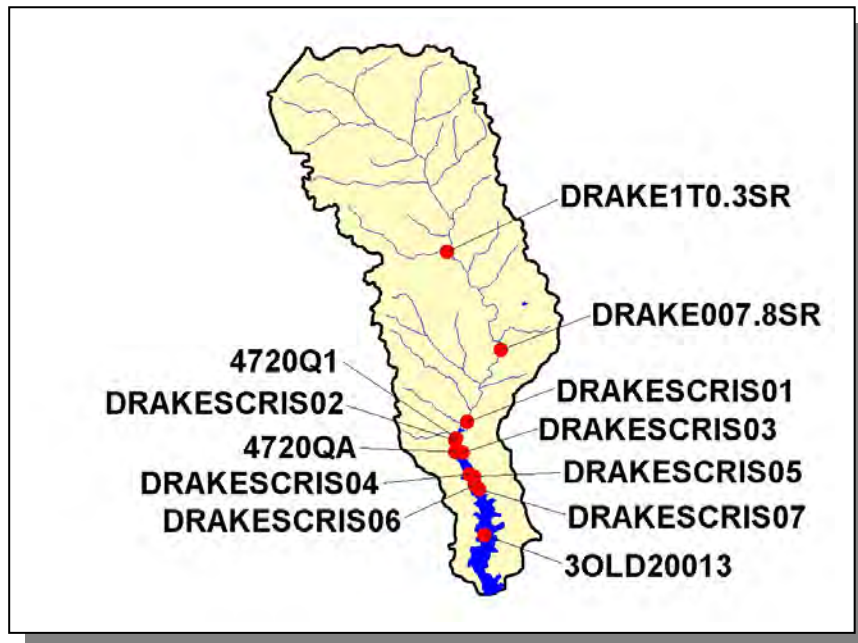 DRAKE1T0.3SR
DRAKE007.8SR
4720Q1
DRAKESCRIS01
DRAKESCRIS02
DRAKESCRIS03
4720QA
DRAKESCRIS05
DRAKESCRIS04
DRAKESCRIS07
DRAKESCRIS06
3OLD20013